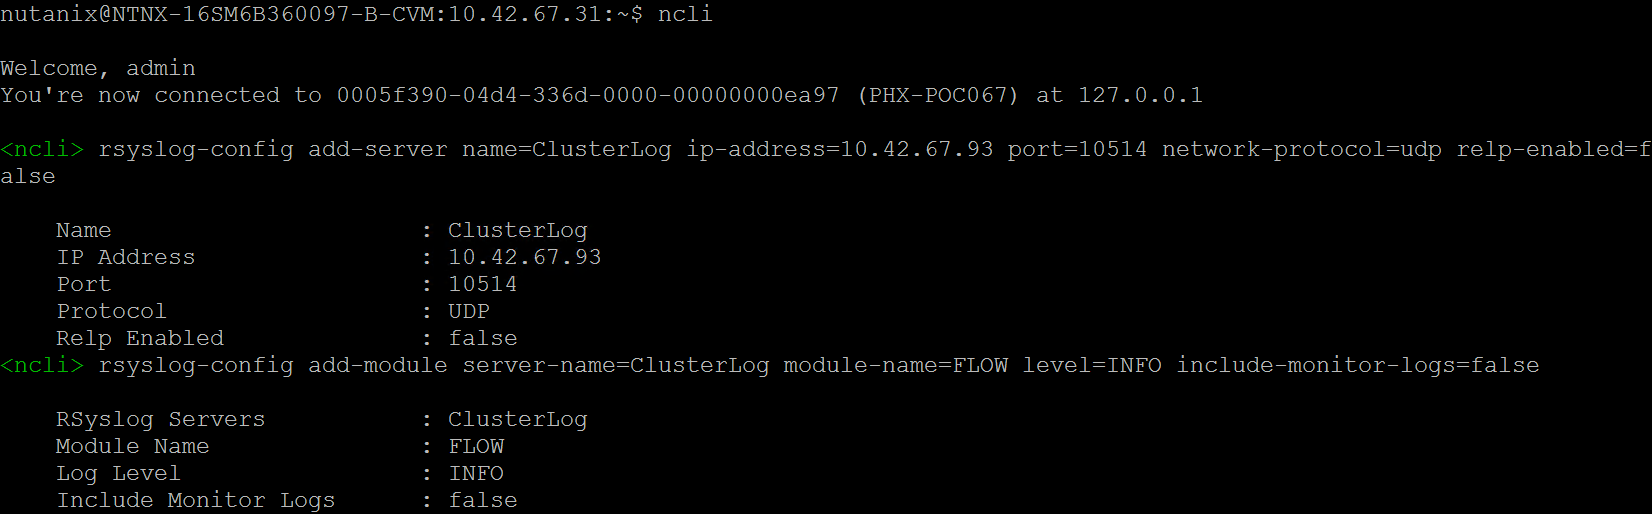 nutanix@NTNX-16SM6B360097-B-CVM:10.42.67.31:~$ ncli
Welcome, admin
You're now connected to 0005f390-04d4-336d-0000-00000000ea97 (PHX-POC067) at 127.0.0.1
<ncli> rsyslog-config add-server name=ClusterLog ip-address=10.42.67.93 port=10514 network-protocol=udp relp-enabled=f
alse
Name : ClusterLog
IP Address : 10.42.67.93
Port : 10514
Protocol : UDP
Relp Enabled : false
<ncli> rsyslog-config add-module server-name=ClusterLog module-name=FLOW level=INFO include-monitor-logs=false
RSyslog Servers : ClusterLog
Module Name : FLOW
Log Level : INFO
Include Monitor Logs : false